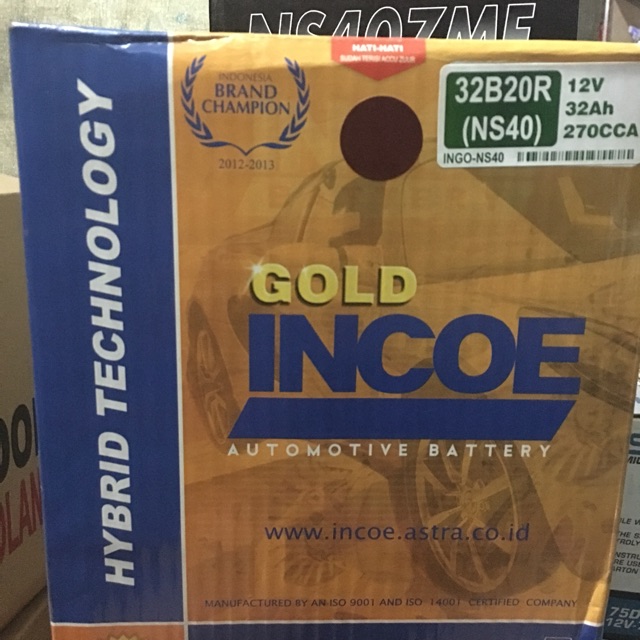 NS40ZMF
HATI-HATI
SUDAH TERISI ACCU ZUUR
INDONESIA
BRAND
CHAMPION
2012-2013
32B20R
(NS40)
12V
32Ah
270CCA
INGO-NS40
HYBRID TECHNOLOGY
GOLD
INCOE
AUTOMOTIVE BATTERY
www.incoe.astra.co.id
MANUFACTURED BY AN ISO 9001 AND ISO 14001 CERTIFIED COMPANY